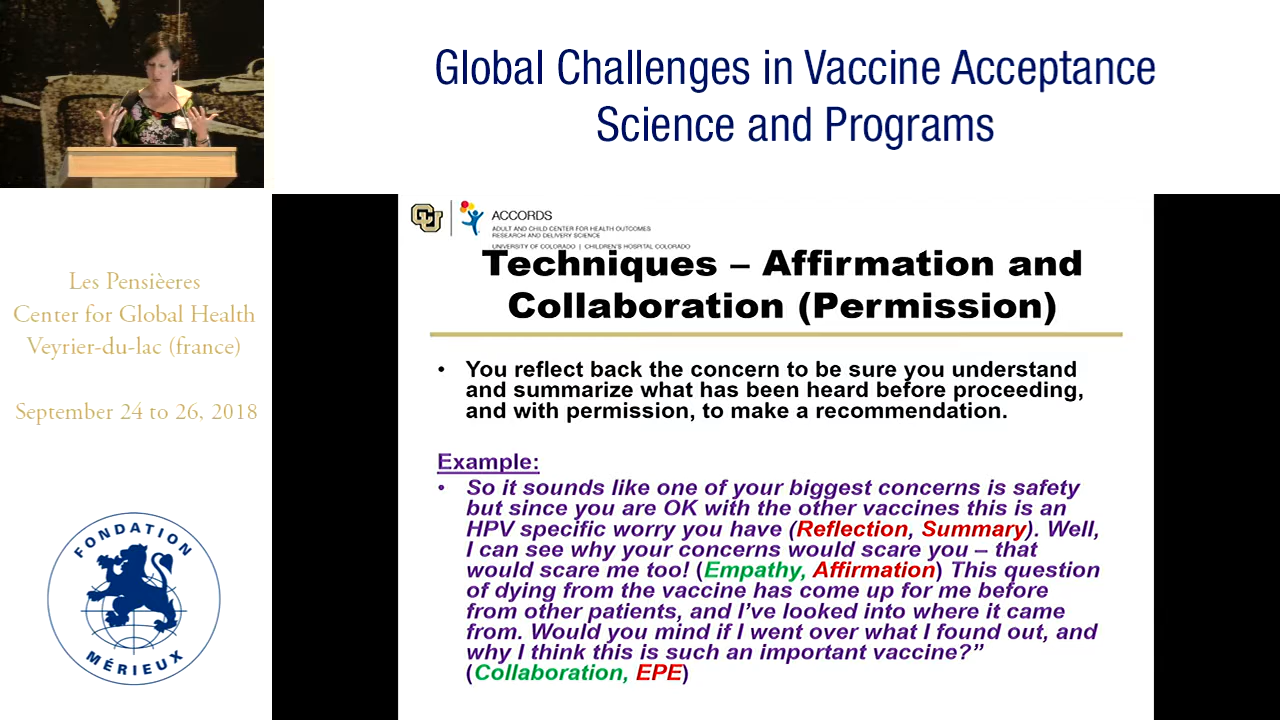 Global Challenges in Vaccine Acceptance
Science and Programs
Les Pensièeres
Center for Global Health
Veyrier-du-lac (france)
September 24 to 26, 2018
FONDATION
MÉRIEUX
CU
ACCORDS
ADULT AND CHILD CENTER FOR HEALTH OUTCOMES
RESEARCH AND DELIVERY SCIENCE
UNIVERSITY OF COLORADO | CHILDREN'S HOSPITAL COLORADO
Techniques – Affirmation and
Collaboration (Permission)
• You reflect back the concern to be sure you understand
and summarize what has been heard before proceeding,
and with permission, to make a recommendation.
Example:
• So it sounds like one of your biggest concerns is safety
but since you are OK with the other vaccines this is an
HPV specific worry you have (Reflection, Summary). Well,
I can see why your concerns would scare you – that
would scare me too! (Empathy, Affirmation) This question
of dying from the vaccine has come up for me before
from other patients, and I've looked into where it came
from. Would you mind if I went over what I found out, and
why I think this is such an important vaccine?”
(Collaboration, EPE)